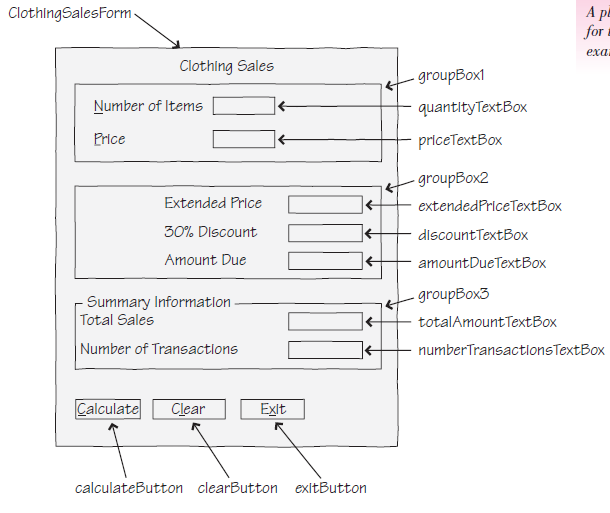 ClothingSalesForm
A pl
for t
exam
Clothing Sales
groupBox1
Number of Items
quantityTextBox
Price
priceTextBox
groupBox2
Extended Price
extendedPriceTextBox
30% Discount
discountTextBox
Amount Due
amountDueTextBox
groupBox3
Summary Information
Total Sales
totalAmountTextBox
Number of Transactions
numberTransactionsTextBox
Calculate Clear Exit
calculateButton clearButton exitButton